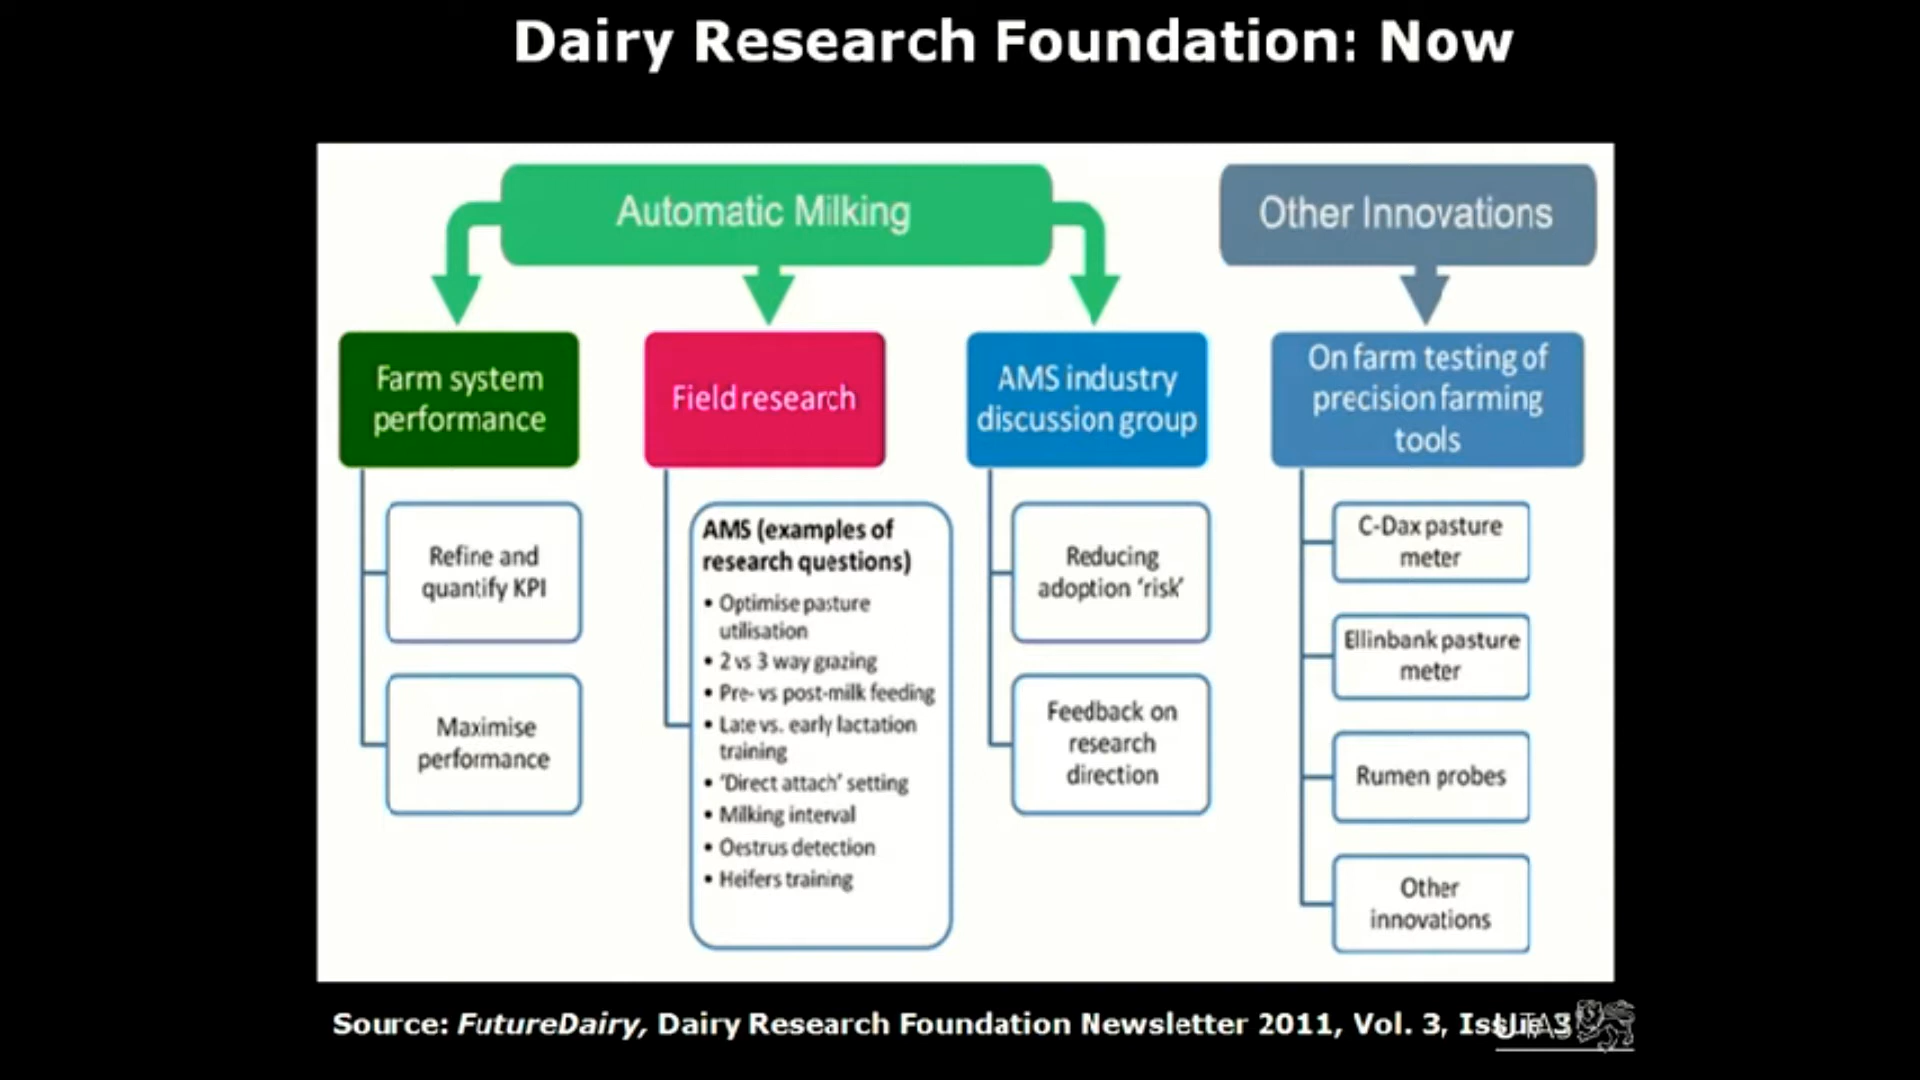 Dairy Research Foundation: Now
Automatic Milking
Other Innovations
Farm system
performance
Refine and
quantify KPI
Maximise
performance
Field research
AMS (examples of
research questions)
• Optimise pasture
utilisation
• 2 vs 3 way grazing
• Pre- vs post-milk feeding
• Late vs. early lactation
training
• ‘Direct attach’ setting
• Milking interval
• Oestrus detection
• Heifers training
AMS industry
discussion group
Reducing
adoption ‘risk’
Feedback on
research
direction
On farm testing of
precision farming
tools
C-Dax pasture
meter
Ellinbank pasture
meter
Rumen probes
Other
innovations
Source: FutureDairy, Dairy Research Foundation Newsletter 2011, Vol. 3, Issue 3
UTAS